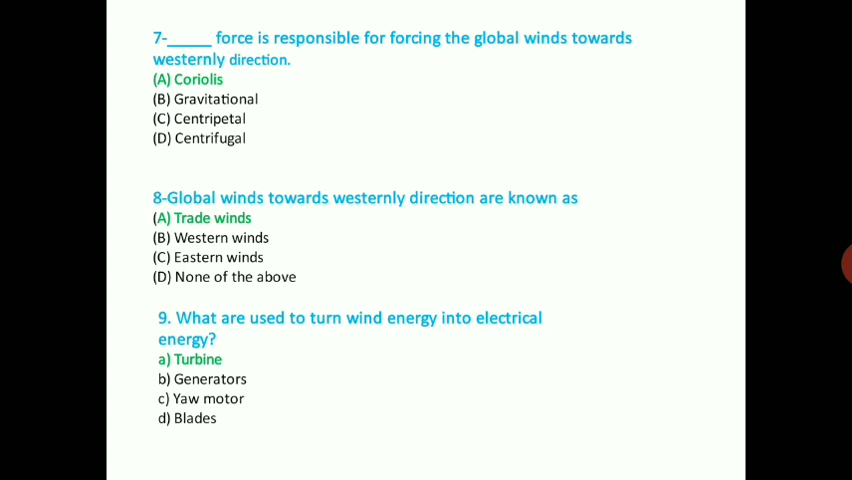 7-_____ force is responsible for forcing the global winds towards
westernly direction.
(A) Coriolis
(B) Gravitational
(C) Centripetal
(D) Centrifugal
8-Global winds towards westernly direction are known as
(A) Trade winds
(B) Western winds
(C) Eastern winds
(D) None of the above
9. What are used to turn wind energy into electrical
energy?
a) Turbine
b) Generators
c) Yaw motor
d) Blades